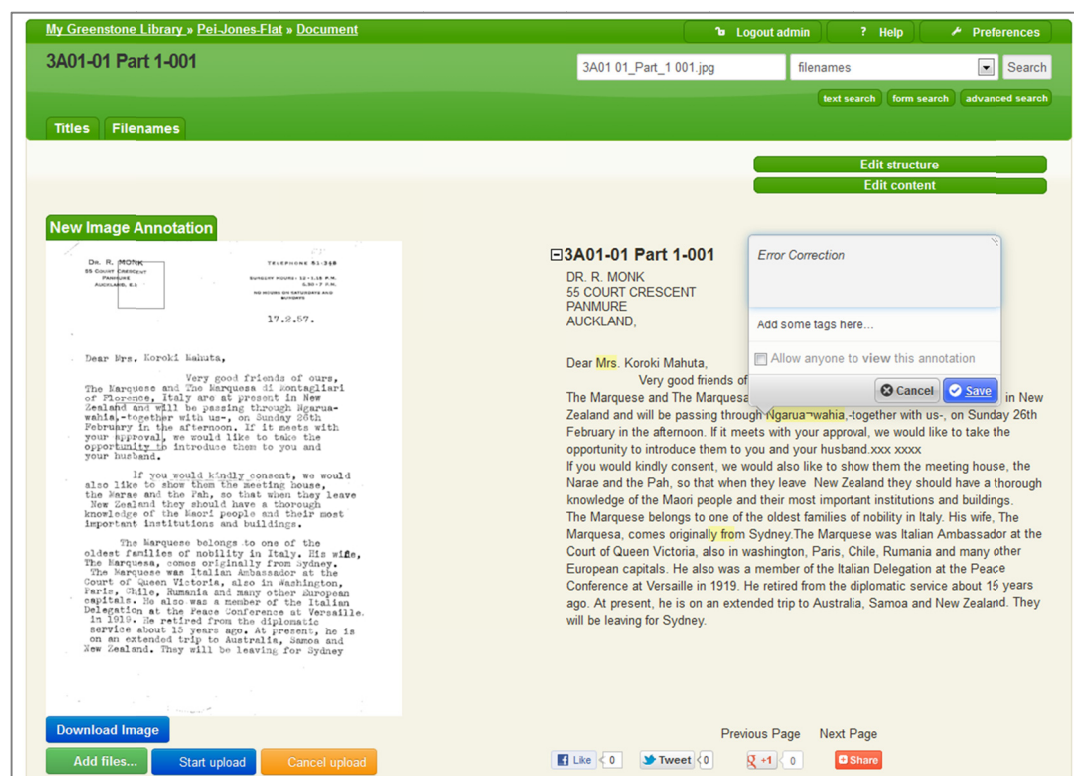 My Greenstone Library » Pei-Jones-Flat » Document
Logout admin
? Help
Preferences
3A01-01 Part 1-001
3A01 01_Part_1 001.jpg
filenames
Search
text search
form search
advanced search
Titles
Filenames
Edit structure
Edit content
New Image Annotation
DR. R. MONK
55 COURT CRESCENT
PANMURE
AUCKLAND, E.1
TELEPHONE 51-248
SURGERY HOURS: 12-1.15 P.M.
6.30-7 P.M.
NO HOURS ON SATURDAYS AND
SUNDAYS
17.2.57.
Dear Mrs. Koroki Mahuta,
Very good friends of ours,
The Marquese and The Marquesa di Montagliari
of Florence, Italy are at present in New
Zealand and will be passing through Ngarua-
wahia,-together with us-, on Sunday 26th
February in the afternoon. If it meets with
your approval, we would like to take the
opportunity to introduce them to you and
your husband.
If you would kindly consent, we would
also like to show them the meeting house,
the Marae and the Pah, so that when they leave
New Zealand they should have a thorough
knowledge of the Maori people and their most
important institutions and buildings.
The Marquese belongs to one of the
oldest families of nobility in Italy. His wife,
The Marquesa, comes originally from Sydney.
The Marquese was Italian Ambassador at the
Court of Queen Victoria, also in Washington,
Paris, Chile, Rumania and many other European
capitals. He also was a member of the Italian
Delegation at the Peace Conference at Versaille
in 1919. He retired from the diplomatic
service about 15 years ago. At present, he is
on an extended trip to Australia, Samoa and
New Zealand. They will be leaving for Sydney
Download Image
Add files...
Start upload
Cancel upload
3A01-01 Part 1-001
DR. R. MONK
55 COURT CRESCENT
PANMURE
AUCKLAND,
Error Correction
Add some tags here...
Allow anyone to view this annotation
Cancel
Save
Dear Mrs. Koroki Mahuta,
Very good friends of
The Marquese and The Marquesa in New
Zealand and will be passing through Ngarua¬wahia,-together with us-, on Sunday 26th
February in the afternoon. If it meets with your approval, we would like to take the
opportunity to introduce them to you and your husband.xxx xxxx
If you would kindly consent, we would also like to show them the meeting house, the
Narae and the Pah, so that when they leave New Zealand they should have a thorough
knowledge of the Maori people and their most important institutions and buildings.
The Marquese belongs to one of the oldest families of nobility in Italy. His wife, The
Marquesa, comes originally from Sydney.The Marquese was Italian Ambassador at the
Court of Queen Victoria, also in washington, Paris, Chile, Rumania and many other
European capitals. He also was a member of the Italian Delegation at the Peace
Conference at Versaille in 1919. He retired from the diplomatic service about 15 years
ago. At present, he is on an extended trip to Australia, Samoa and New Zealand. They
will be leaving for Sydney.
Previous Page
Next Page
Like
0
Tweet
0
+1
0
Share